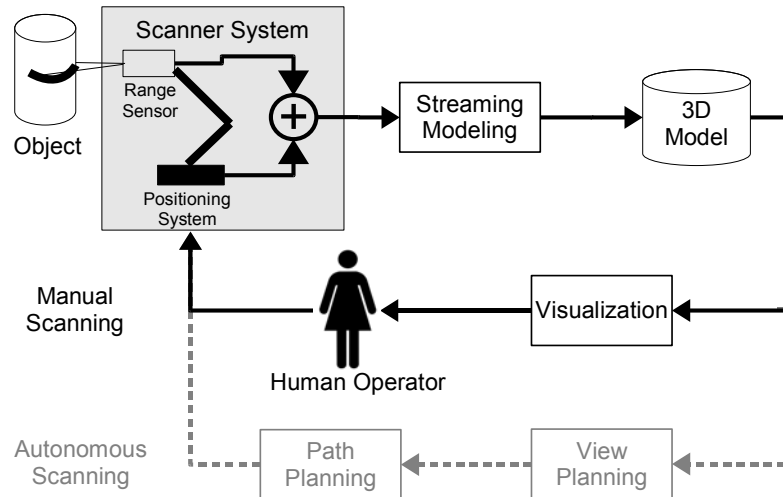 Scanner System
Range
Sensor
Object
Positioning
System
+
Streaming
Modeling
3D
Model
Manual
Scanning
Human Operator
Visualization
Autonomous
Scanning
Path
Planning
View
Planning